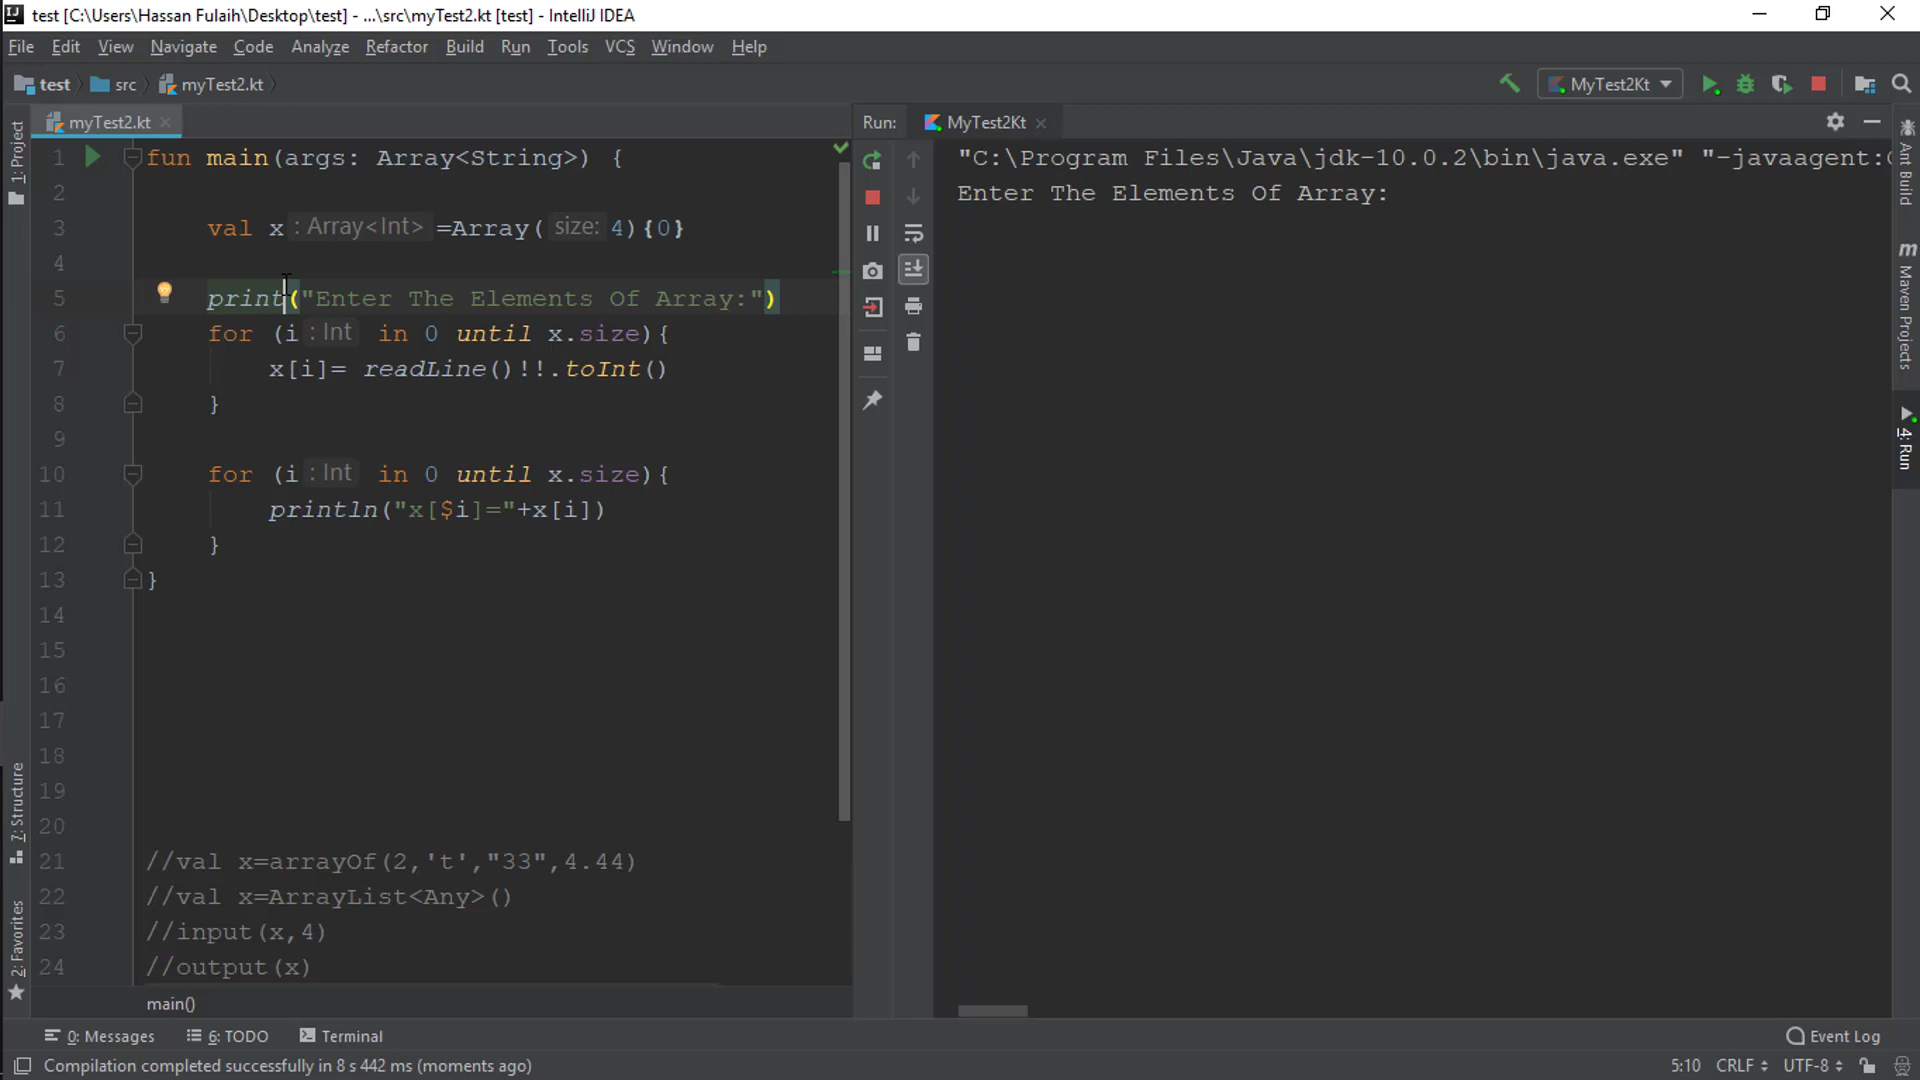 test [C:\Users\Hassan Fulaih\Desktop\test] - ...\src\myTest2.kt [test] - IntelliJ IDEA
File Edit View Navigate Code Analyze Refactor Build Run Tools VCS Window Help
test src myTest2.kt MyTest2Kt
myTest2.kt
Run: MyTest2Kt
1: Project
7: Structure
2: Favorites
1 fun main(args: Array<String>) {
2
3 val x : Array<Int> =Array( size: 4){0}
4
5 print("Enter The Elements Of Array:")
6 for (i : Int in 0 until x.size){
7 x[i]= readLine()!!.toInt()
8 }
9
10 for (i : Int in 0 until x.size){
11 println("x[$i]="+x[i])
12 }
13 }
14
15
16
17
18
19
20
21 //val x=arrayOf(2,'t',"33",4.44)
22 //val x=ArrayList<Any>()
23 //input(x,4)
24 //output(x)
main()
"C:\Program Files\Java\jdk-10.0.2\bin\java.exe" "-javaagent:
Enter The Elements Of Array:
Ant Build
Maven Projects
4: Run
0: Messages 6: TODO Terminal Event Log
Compilation completed successfully in 8 s 442 ms (moments ago) 5:10 CRLF UTF-8